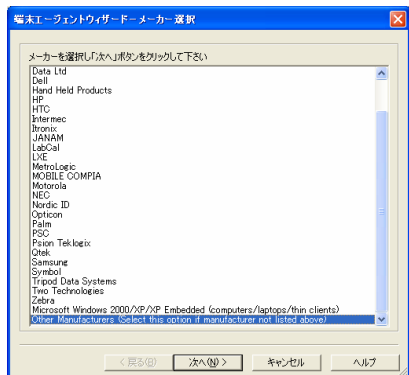 端末エージェントウィザード－メーカー選択
メーカーを選択し「次へ」ボタンをクリックして下さい
Data Ltd
Dell
Hand Held Products
HP
HTC
Intermec
Itronix
JANAM
LabCal
LXE
MetroLogic
MOBILE COMPIA
Motorola
NEC
Nordic ID
Opticon
Palm
PSC
Psion Teklogix
Qtek
Samsung
Symbol
Tripod Data Systems
Two Technologies
Zebra
Microsoft Windows 2000/XP/XP Embedded (computers/laptops/thin clients)
Other Manufacturers (Select this option if manufacturer not listed above)
< 戻る(B) 次へ(N) > キャンセル ヘルプ